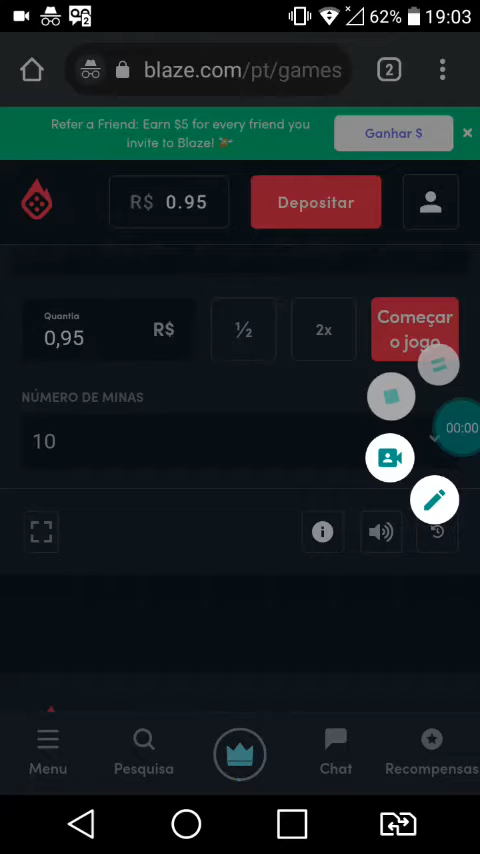 62% 19:03
blaze.com/pt/games
2
Refer a Friend: Earn $5 for every friend you
invite to Blaze!
Ganhar $
R$ 0.95
Depositar
Quantia
0,95
R$
½
2x
Começar
o jogo
NÚMERO DE MINAS
10
00:00
Menu
Pesquisa
Chat
Recompensas